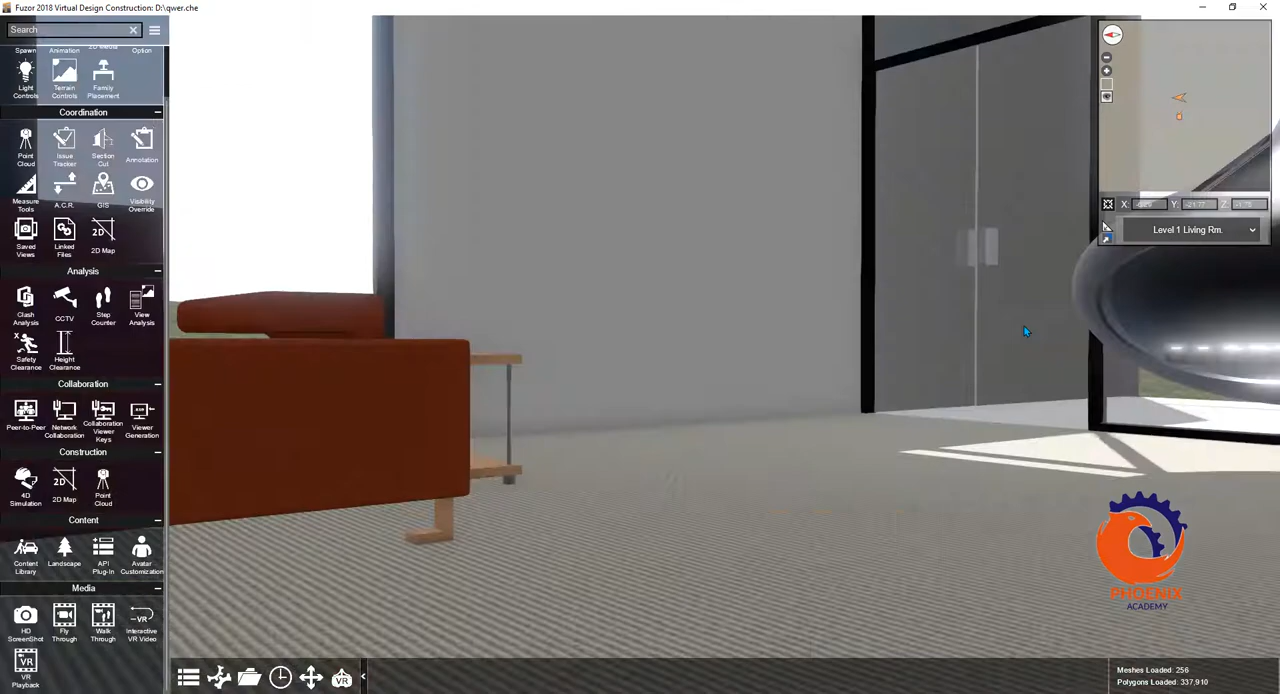 Fuzor 2018 Virtual Design Construction: D:\qwer.che
Search
Spawn
Animation
2D Media
Option
Light Controls
Terrain Controls
Family Placement
Coordination
Point Cloud
Issue Tracker
Section Cut
Annotation
Measure Tools
A.C.R.
GIS
Visibility Override
Saved Views
Linked Files
2D Map
Analysis
Clash Analysis
CCTV
Step Counter
View Analysis
Safety Clearance
Height Clearance
Collaboration
Peer-to-Peer
Network Collaboration
Collaboration Viewer Keys
Viewer Generation
Construction
4D Simulation
2D Map
Point Cloud
Content
Content Library
Landscape
API Plug-In
Avatar Customization
Media
HD ScreenShot
Fly Through
Walk Through
Interactive VR Video
VR Playback
X:
Y:
Z:
Level 1 Living Rm.
PHOENIX
ACADEMY
Meshes Loaded: 256
Polygons Loaded: 337,910